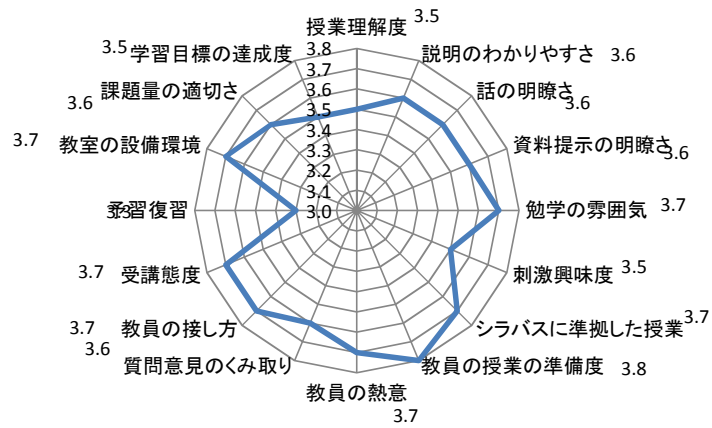 授業理解度 3.5
説明のわかりやすさ 3.6
話の明瞭さ 3.6
資料提示の明瞭さ 3.6
勉学の雰囲気 3.7
刺激興味度 3.5
シラバスに準拠した授業 3.7
教員の授業の準備度 3.8
教員の熱意 3.7
質問意見のくみ取り 3.6
教員の接し方 3.7
受講態度 3.7
予習復習 3.3
教室の設備環境 3.7
課題量の適切さ 3.6
学習目標の達成度 3.5
3.8
3.7
3.6
3.5
3.4
3.3
3.2
3.1
3.0